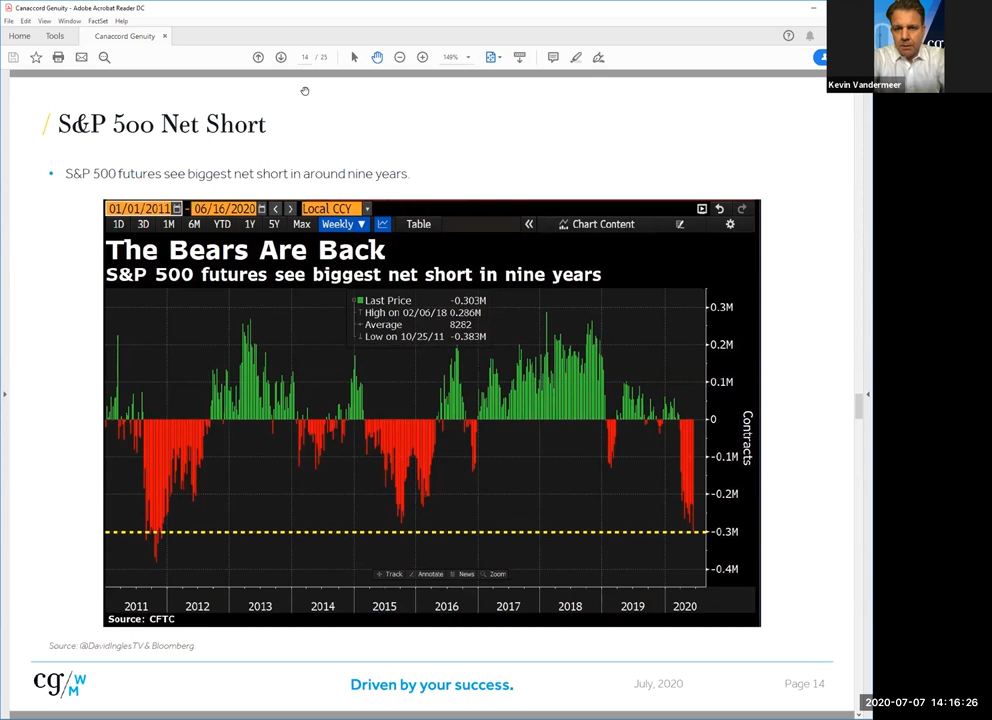 Canaccord Genuity - Adobe Acrobat Reader DC
File Edit View Window FactSet Help
Home Tools Canaccord Genuity ×
14 / 25 149%
cg
Kevin Vandermeer
/ S&P 500 Net Short
• S&P 500 futures see biggest net short in around nine years.
01/01/2011 - 06/16/2020 < > Local CCY
1D 3D 1M 6M YTD 1Y 5Y Max Weekly ▼ Table « Chart Content
The Bears Are Back
S&P 500 futures see biggest net short in nine years
Last Price -0.303M
High on 02/06/18 0.286M
Average 8282
Low on 10/25/11 -0.383M
0.3M
0.2M
0.1M
0
-0.1M
-0.2M
-0.3M
-0.4M
Contracts
Track Annotate News Zoom
2011 2012 2013 2014 2015 2016 2017 2018 2019 2020
Source: CFTC
Source: @DavidInglesTV & Bloomberg.
cg/WM
Driven by your success.
July, 2020
Page 14
2020-07-07 14:16:26